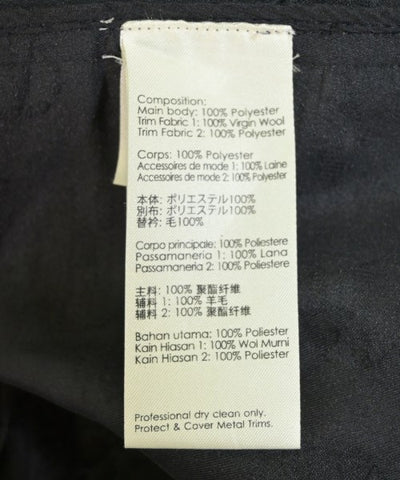 Composition:
Main body: 100% Polyester
Trim Fabric 1: 100% Virgin Wool
Trim Fabric 2: 100% Polyester
Corps: 100% Polyester
Accessoires de mode 1: 100% Laine
Accessoires de mode 2: 100% Polyester
本体: ポリエステル100%
別布: ポリエステル100%
替衿: 毛100%
Corpo principale: 100% Poliestere
Passamaneria 1: 100% Lana
Passamaneria 2: 100% Poliestere
主料: 100% 聚酯纤维
辅料 1: 100% 羊毛
辅料 2: 100% 聚酯纤维
Bahan utama: 100% Poliester
Kain Hiasan 1: 100% Wol Murni
Kain Hiasan 2: 100% Poliester
Professional dry clean only.
Protect & Cover Metal Trims.